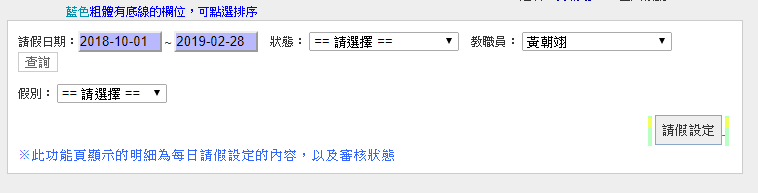 藍色粗體有底線的欄位，可點選排序
請假日期：2018-10-01 ~ 2019-02-28 狀態：== 請選擇 == 教職員：黃朝翊
查詢
假別：== 請選擇 ==
請假設定
※此功能頁顯示的明細為每日請假設定的內容，以及審核狀態